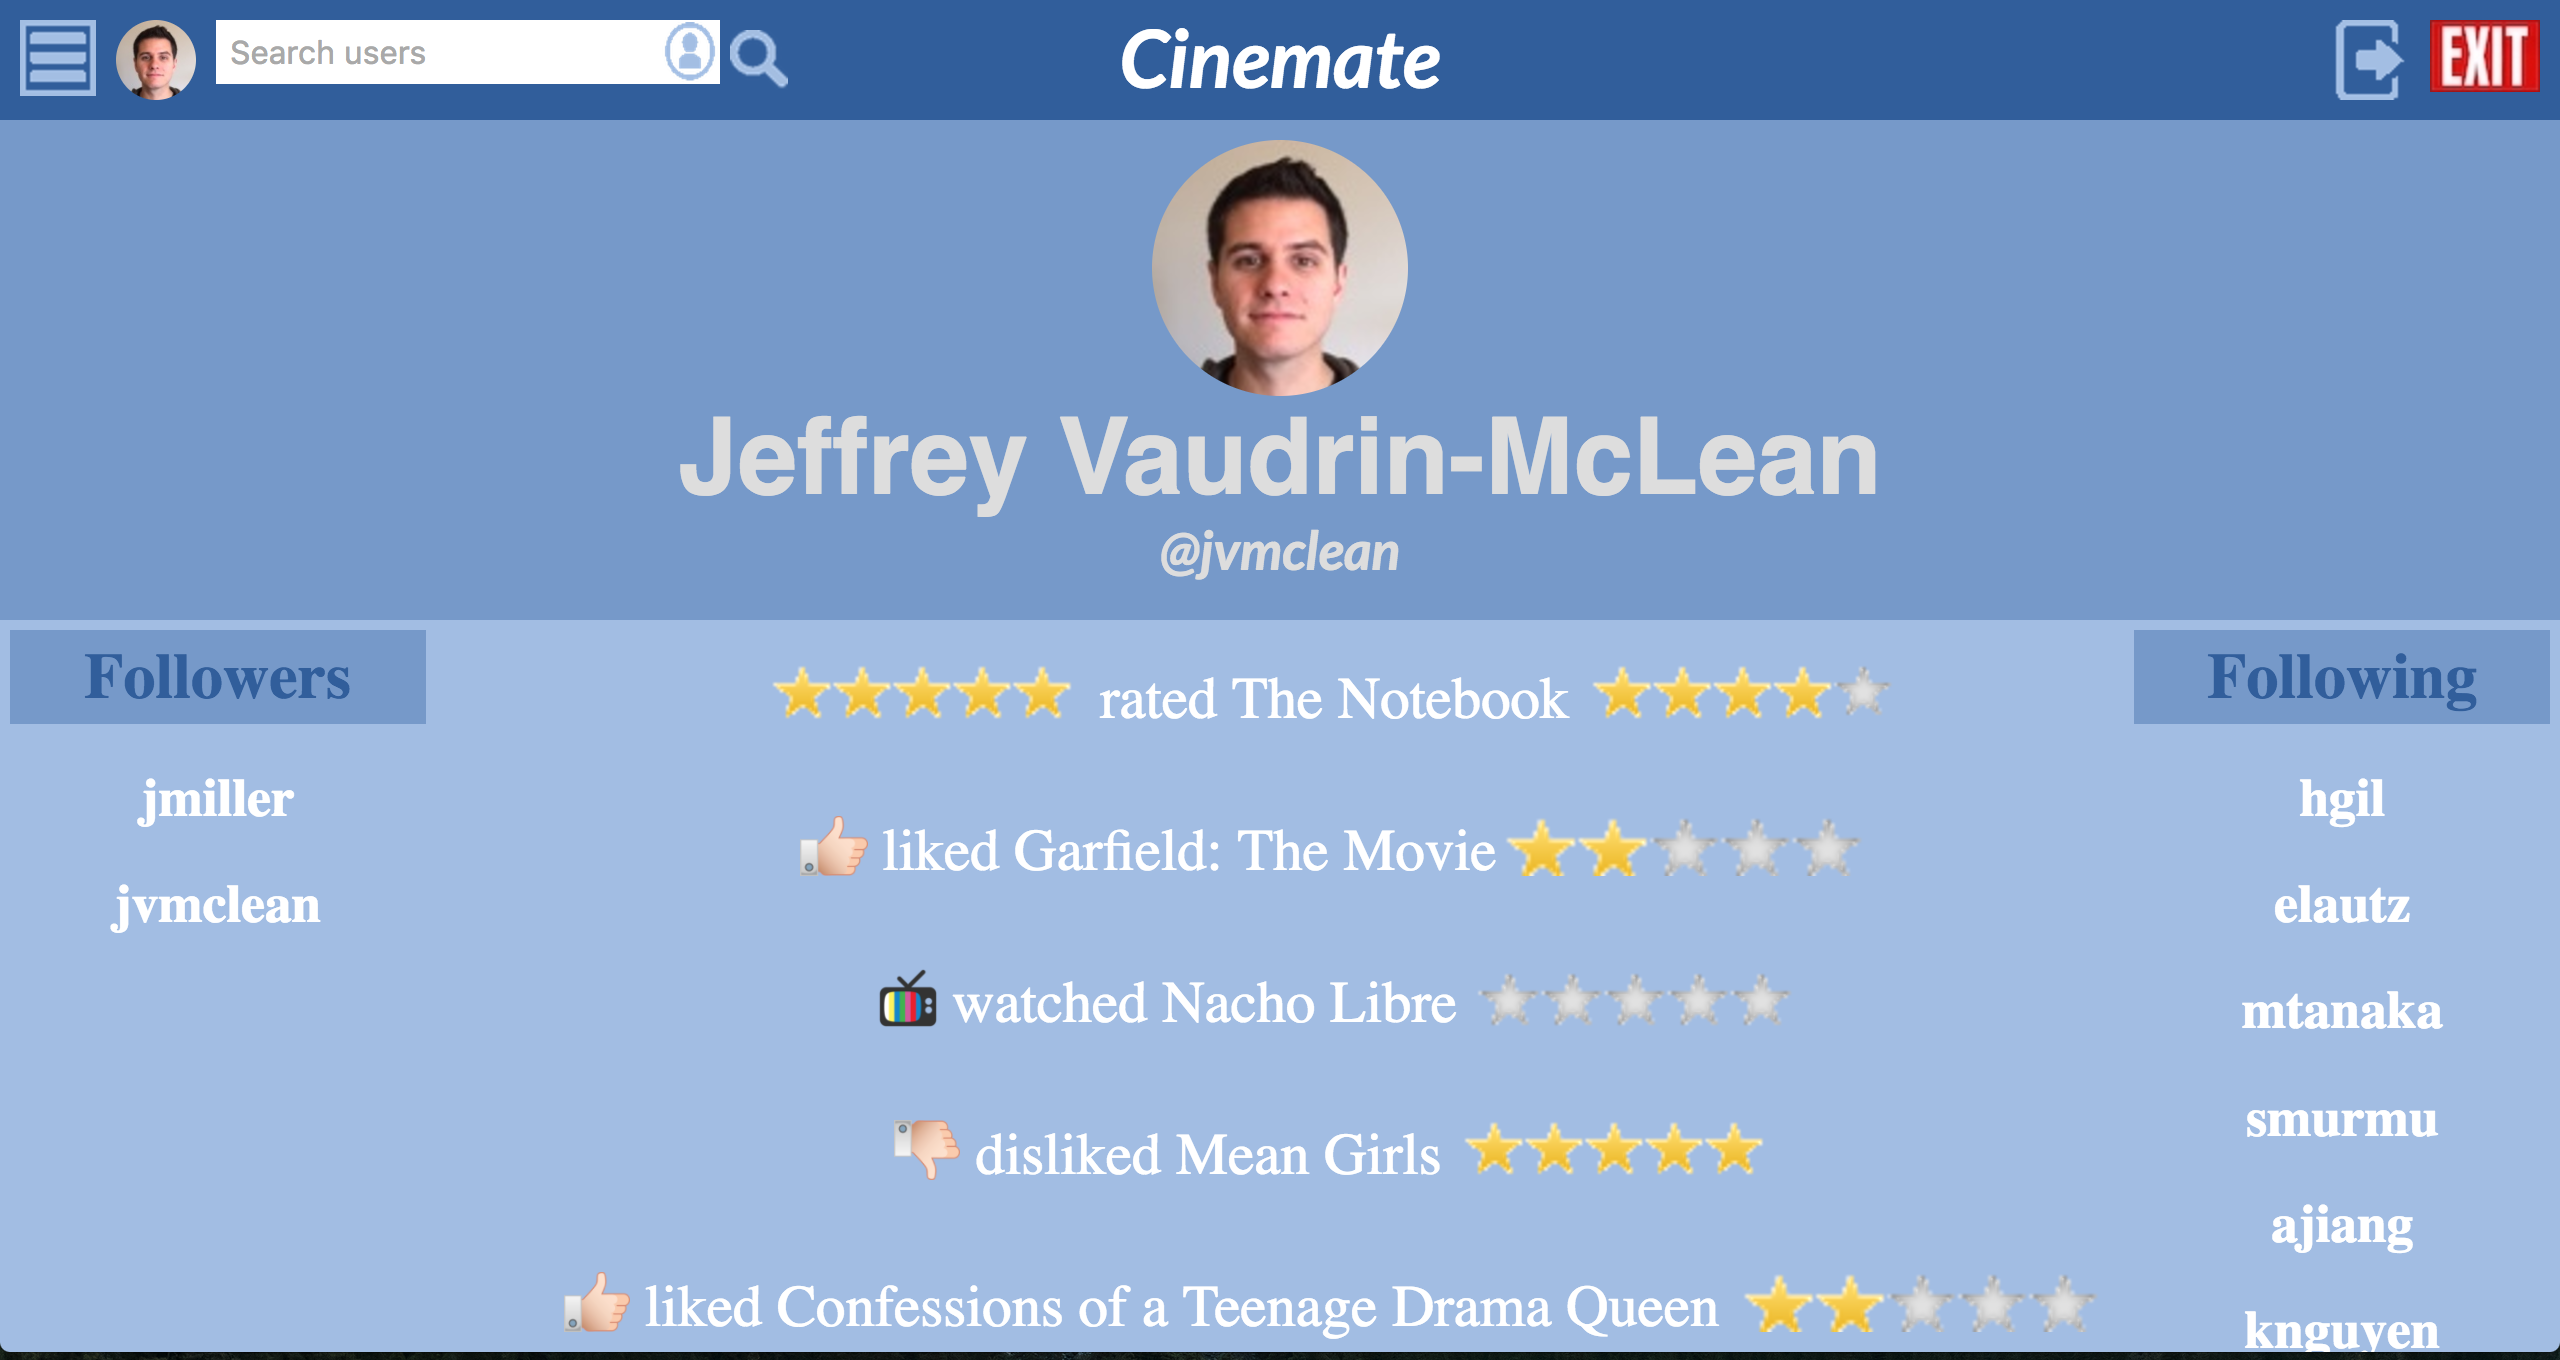 Search users
Cinemate
EXIT
Jeffrey Vaudrin-McLean
@jvmclean
Followers
jmiller
jvmclean
rated The Notebook
liked Garfield: The Movie
watched Nacho Libre
disliked Mean Girls
liked Confessions of a Teenage Drama Queen
Following
hgil
elautz
mtanaka
smurmu
ajiang
knguyen